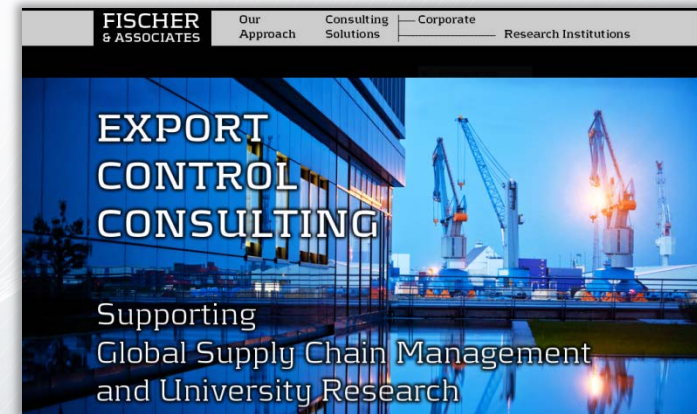 FISCHER
& ASSOCIATES
Our
Approach
Consulting
Solutions
Corporate
Research Institutions
EXPORT
CONTROL
CONSULTING
Supporting
Global Supply Chain Management
and University Research